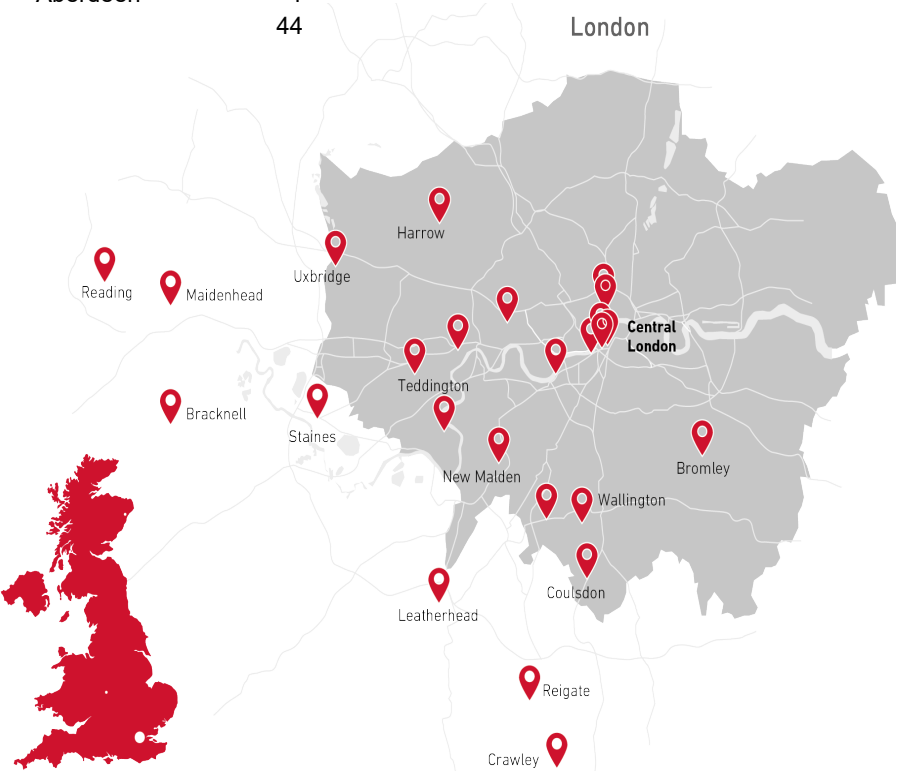 Aberdeen
44
London
Harrow
Uxbridge
Reading
Maidenhead
Central
London
Teddington
Bracknell
Staines
Bromley
New Malden
Wallington
Coulsdon
Leatherhead
Reigate
Crawley